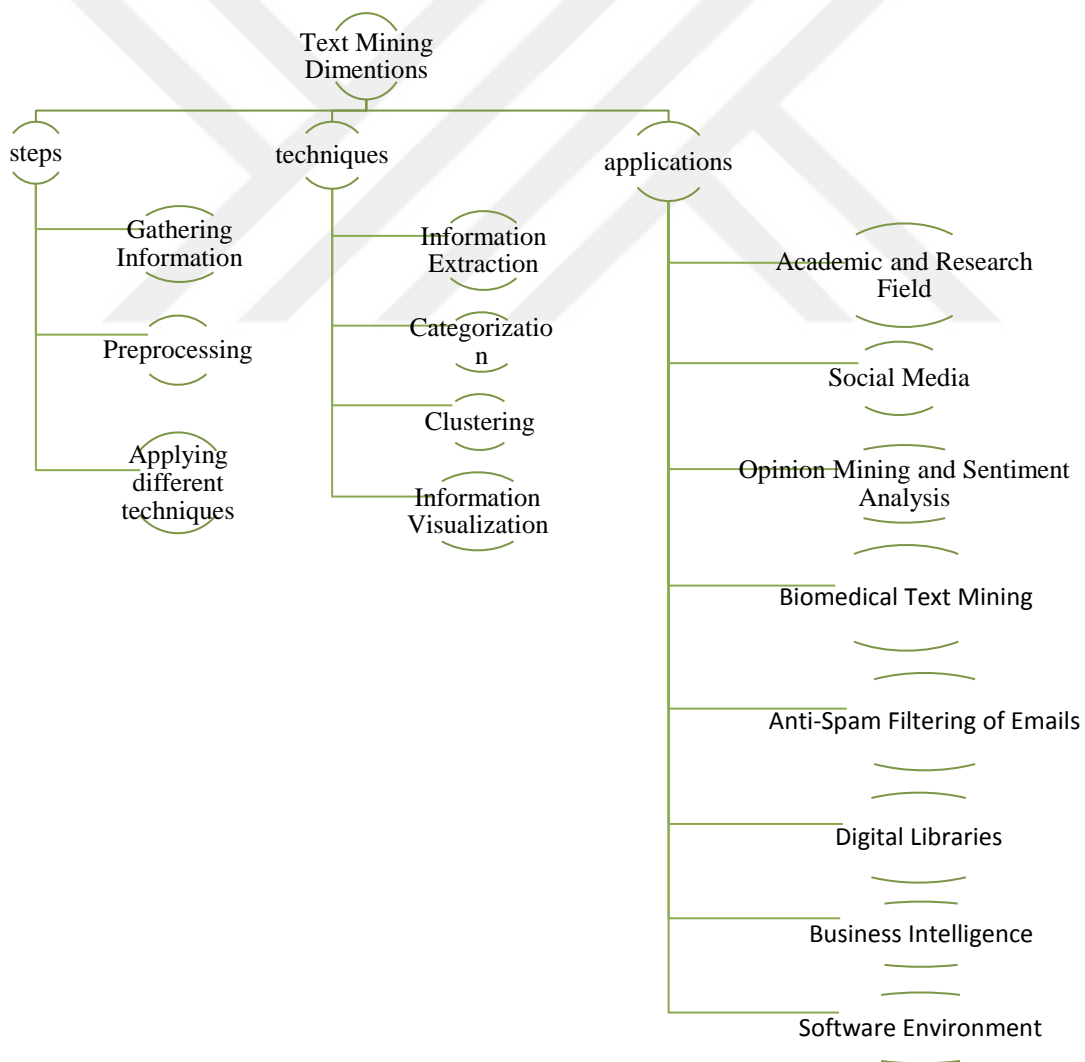 Text Mining
Dimentions
steps
Gathering
Information
Preprocessing
Applying
different
techniques
techniques
Information
Extraction
Categorizatio
n
Clustering
Information
Visualization
applications
Academic and Research
Field
Social Media
Opinion Mining and Sentiment
Analysis
Biomedical Text Mining
Anti-Spam Filtering of Emails
Digital Libraries
Business Intelligence
Software Environment